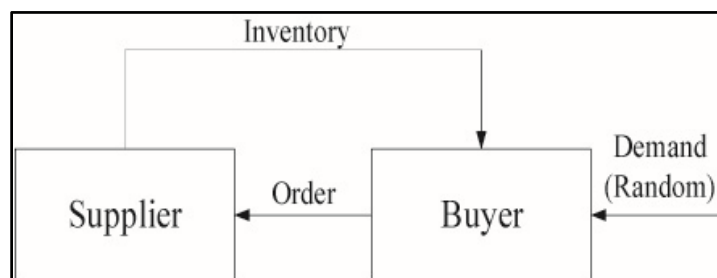 Inventory
Demand
(Random)
Order
Supplier
Buyer